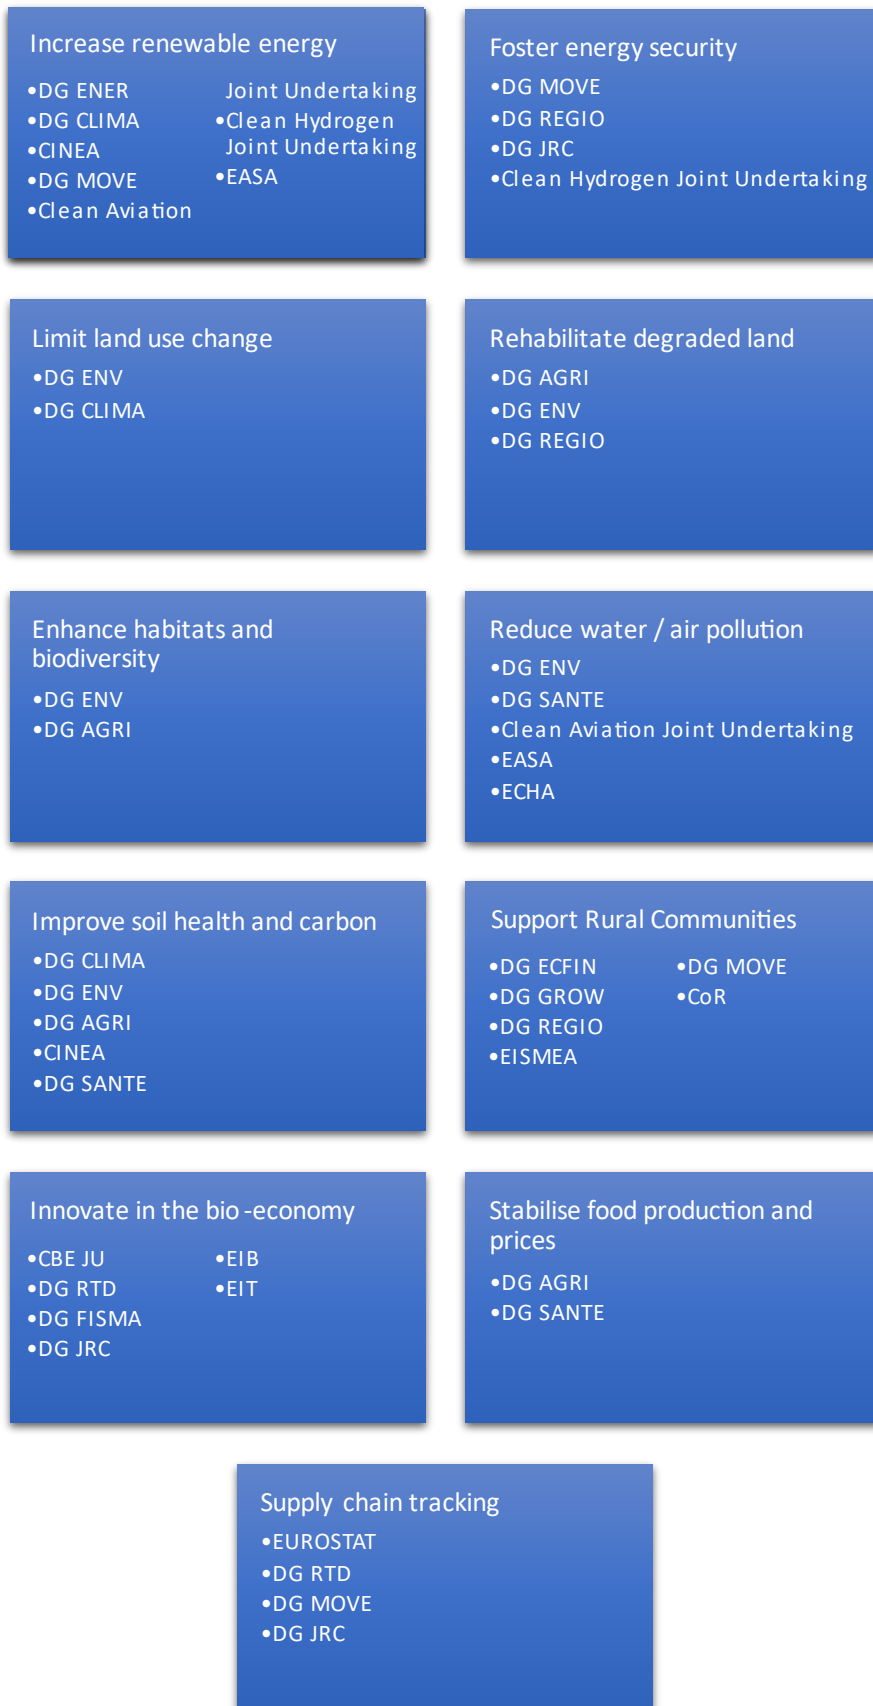 Increase renewable energy
•DG ENER
•DG CLIMA
•CINEA
•DG MOVE
•Clean Aviation
Joint Undertaking
•Clean Hydrogen
Joint Undertaking
•EASA
Foster energy security
•DG MOVE
•DG REGIO
•DG JRC
•Clean Hydrogen Joint Undertaking
Limit land use change
•DG ENV
•DG CLIMA
Rehabilitate degraded land
•DG AGRI
•DG ENV
•DG REGIO
Enhance habitats and
biodiversity
•DG ENV
•DG AGRI
Reduce water / air pollution
•DG ENV
•DG SANTE
•Clean Aviation Joint Undertaking
•EASA
•ECHA
Improve soil health and carbon
•DG CLIMA
•DG ENV
•DG AGRI
•CINEA
•DG SANTE
Support Rural Communities
•DG ECFIN
•DG GROW
•DG REGIO
•EISMEA
•DG MOVE
•CoR
Innovate in the bio -economy
•CBE JU
•DG RTD
•DG FISMA
•DG JRC
•EIB
•EIT
Stabilise food production and
prices
•DG AGRI
•DG SANTE
Supply chain tracking
•EUROSTAT
•DG RTD
•DG MOVE
•DG JRC